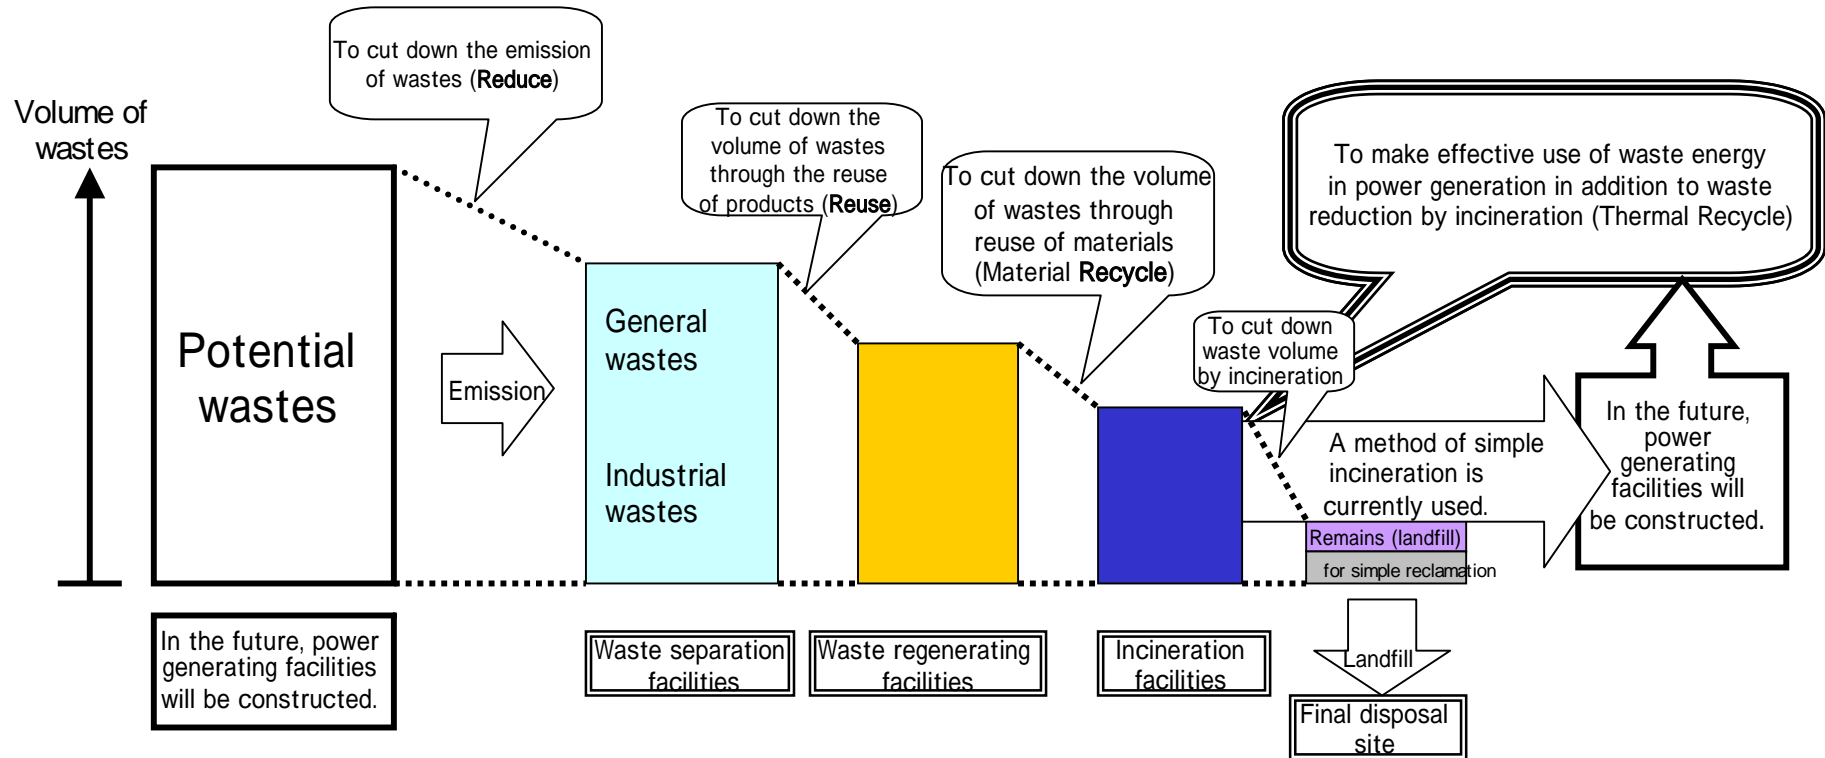 To cut down the emission
of wastes (Reduce)
Volume of
wastes
To cut down the
volume of wastes
through the reuse
of products (Reuse)
To cut down the volume
of wastes through
reuse of materials
(Material Recycle)
To make effective use of waste energy
in power generation in addition to waste
reduction by incineration (Thermal Recycle)
To cut down
waste volume
by incineration
Potential
wastes
Emission
General
wastes
Industrial
wastes
A method of simple
incineration is
currently used.
In the future,
power
generating
facilities will
be constructed.
Remains (landfill)
for simple reclamation
In the future, power
generating facilities
will be constructed.
Waste separation
facilities
Waste regenerating
facilities
Incineration
facilities
Landfill
Final disposal
site